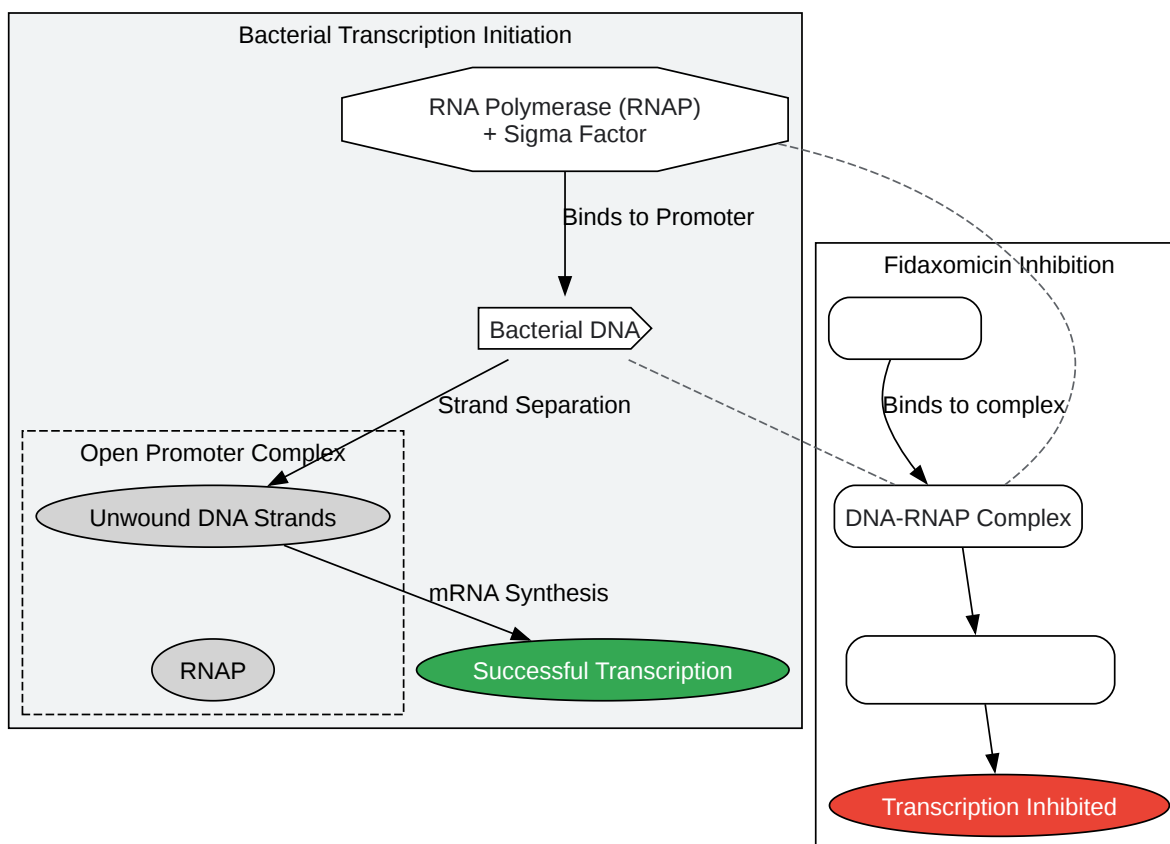 Bacterial Transcription Initiation
RNA Polymerase (RNAP)
+ Sigma Factor
Binds to Promoter
Bacterial DNA
Strand Separation
Open Promoter Complex
Unwound DNA Strands
mRNA Synthesis
RNAP
Successful Transcription
Fidaxomicin Inhibition
Binds to complex
DNA-RNAP Complex
Transcription Inhibited